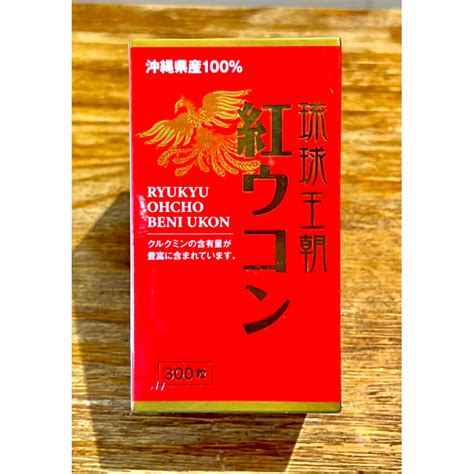 沖縄県産100%
琉球王朝
紅ウコン
RYUKYU
OHCHO
BENI UKON
クルクミンの含有量が
豊富に含まれています。
300粒